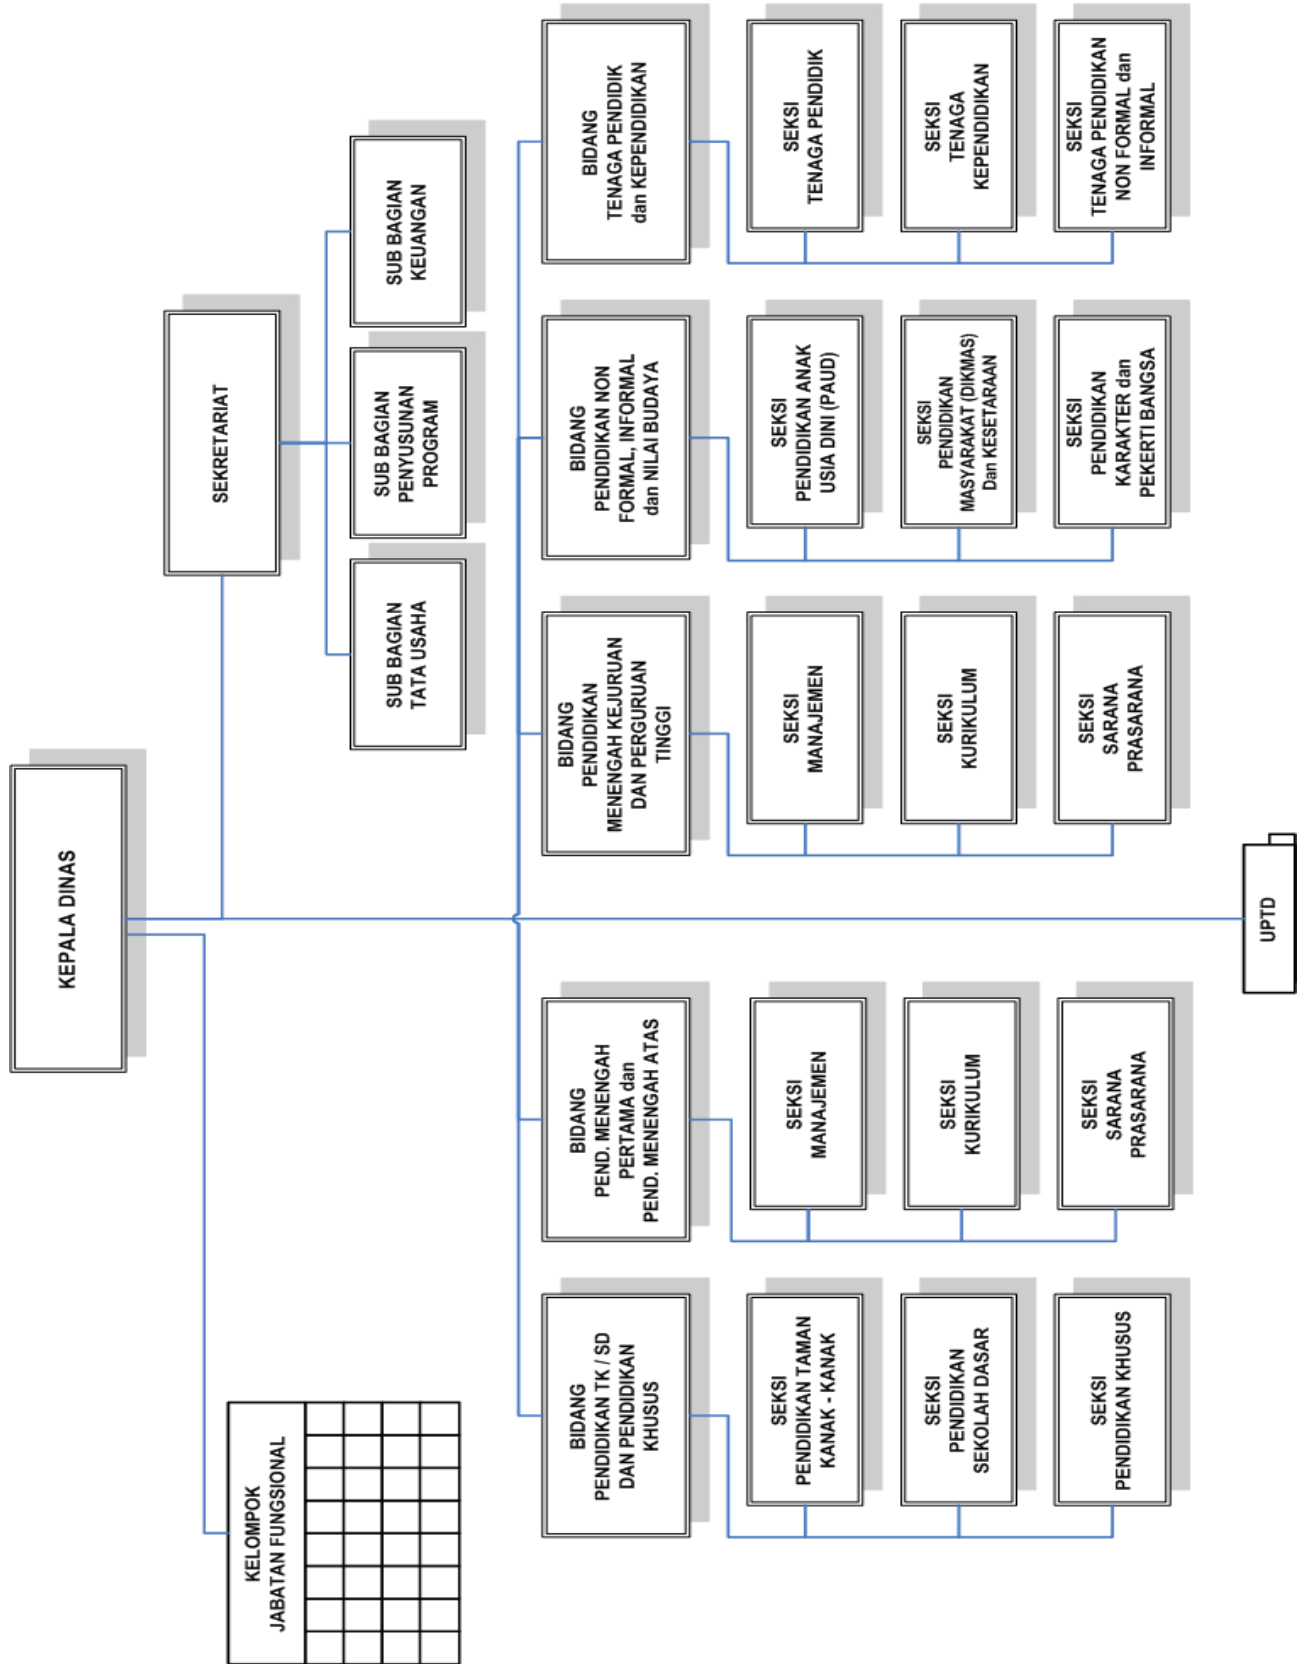 KEPALA DINAS
KELOMPOK
JABATAN FUNGSIONAL
SEKRETARIAT
SUB BAGIAN
TATA USAHA
SUB BAGIAN
PENYUSUNAN
PROGRAM
SUB BAGIAN
KEUANGAN
BIDANG
PENDIDIKAN TK / SD
DAN PENDIDIKAN
KHUSUS
SEKSI
PENDIDIKAN TAMAN
KANAK - KANAK
SEKSI
PENDIDIKAN
SEKOLAH DASAR
SEKSI
PENDIDIKAN KHUSUS
BIDANG
PEND. MENENGAH
PERTAMA dan
PEND. MENENGAH ATAS
SEKSI
MANAJEMEN
SEKSI
KURIKULUM
SEKSI
SARANA
PRASARANA
BIDANG
PENDIDIKAN
MENENGAH KEJURUAN
DAN PERGURUAN
TINGGI
SEKSI
MANAJEMEN
SEKSI
KURIKULUM
SEKSI
SARANA
PRASARANA
BIDANG
PENDIDIKAN NON
FORMAL, INFORMAL
dan NILAI BUDAYA
SEKSI
PENDIDIKAN ANAK
USIA DINI (PAUD)
SEKSI
PENDIDIKAN
MASYARAKAT (DIKMAS)
Dan KESETARAAN
SEKSI
PENDIDIKAN
KARAKTER dan
PEKERTI BANGSA
BIDANG
TENAGA PENDIDIK
dan KEPENDIDIKAN
SEKSI
TENAGA PENDIDIK
SEKSI
TENAGA
KEPENDIDIKAN
SEKSI
TENAGA PENDIDIKAN
NON FORMAL dan
INFORMAL
UPTD